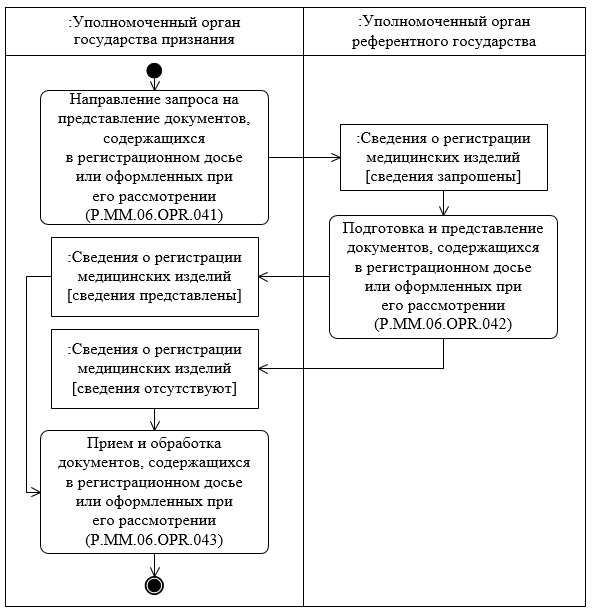 :Уполномоченный орган
государства признания
:Уполномоченный орган
референтного государства
Направление запроса на
представление документов,
содержащихся
в регистрационном досье
или оформленных при
его рассмотрении
(P.MM.06.OPR.041)
:Сведения о регистрации
медицинских изделий
[сведения запрошены]
Подготовка и представление
документов, содержащихся
в регистрационном досье
или оформленных при
его рассмотрении
(P.MM.06.OPR.042)
:Сведения о регистрации
медицинских изделий
[сведения представлены]
:Сведения о регистрации
медицинских изделий
[сведения отсутствуют]
Прием и обработка
документов, содержащихся
в регистрационном досье
или оформленных при
его рассмотрении
(P.MM.06.OPR.043)